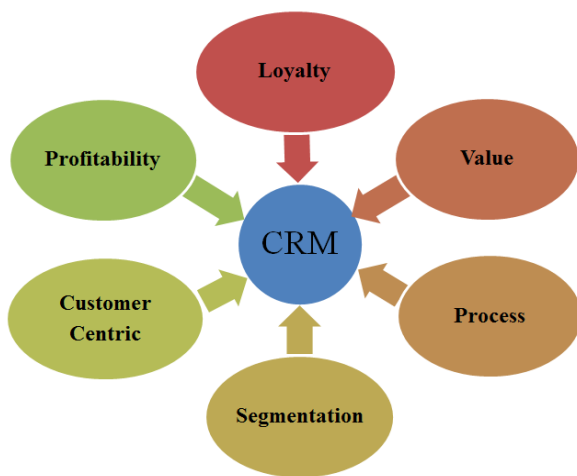 Loyalty
Profitability
Value
CRM
Customer
Centric
Process
Segmentation